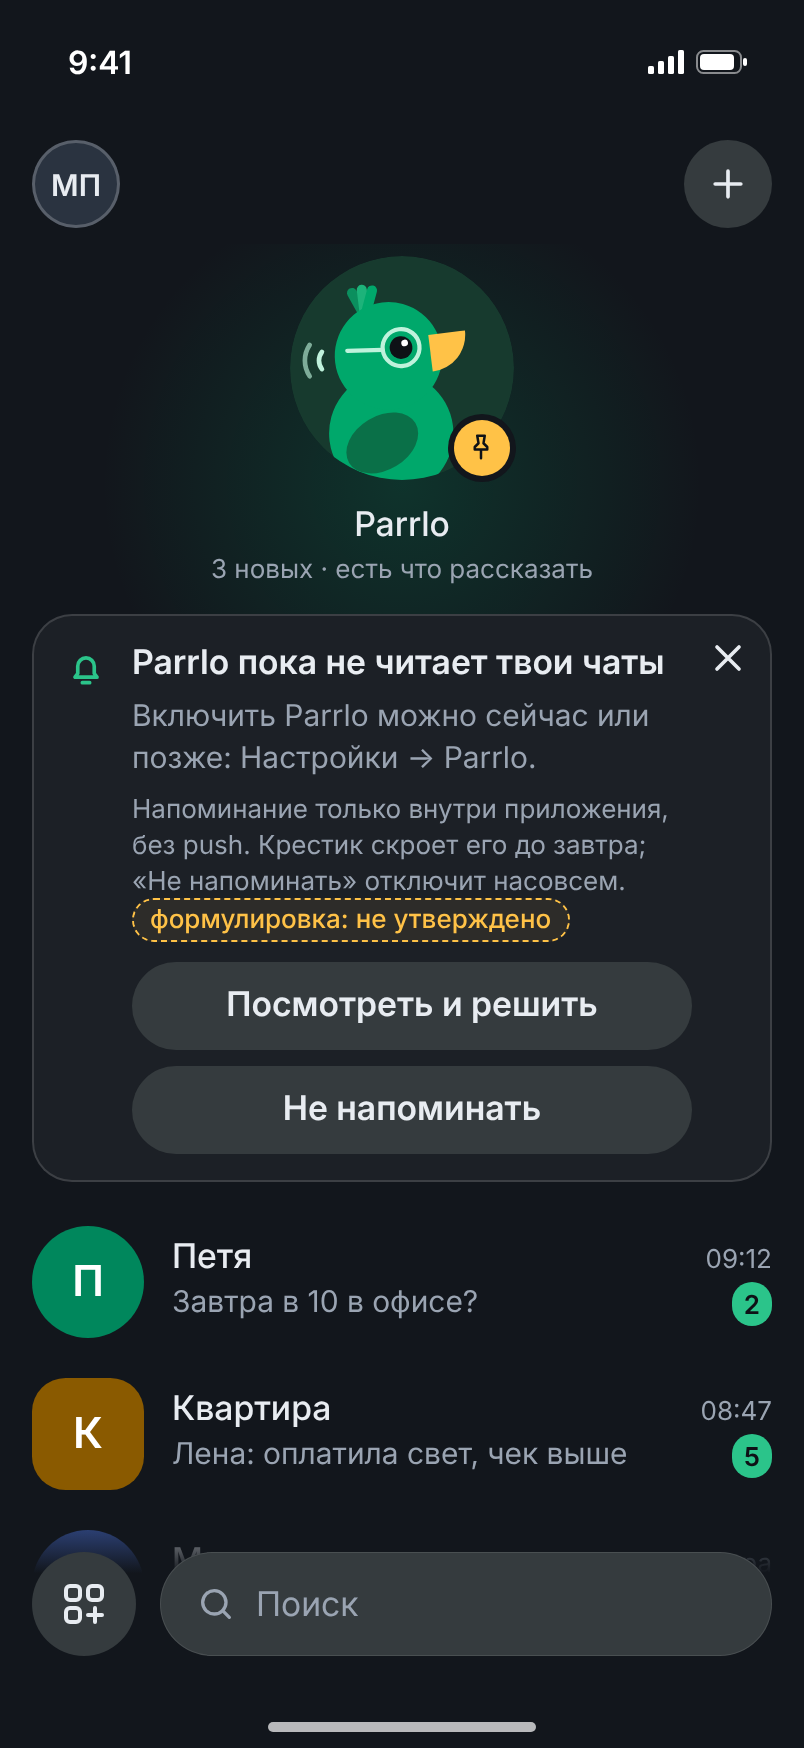 9:41
МП
Parrlo
3 новых · есть что рассказать
Parrlo пока не читает твои чаты
Включить Parrlo можно сейчас или
позже: Настройки → Parrlo.
Напоминание только внутри приложения,
без push. Крестик скроет его до завтра;
«Не напоминать» отключит насовсем.
формулировка: не утверждено
Посмотреть и решить
Не напоминать
П
Петя
09:12
Завтра в 10 в офисе?
2
К
Квартира
08:47
Лена: оплатила свет, чек выше
5
Поиск